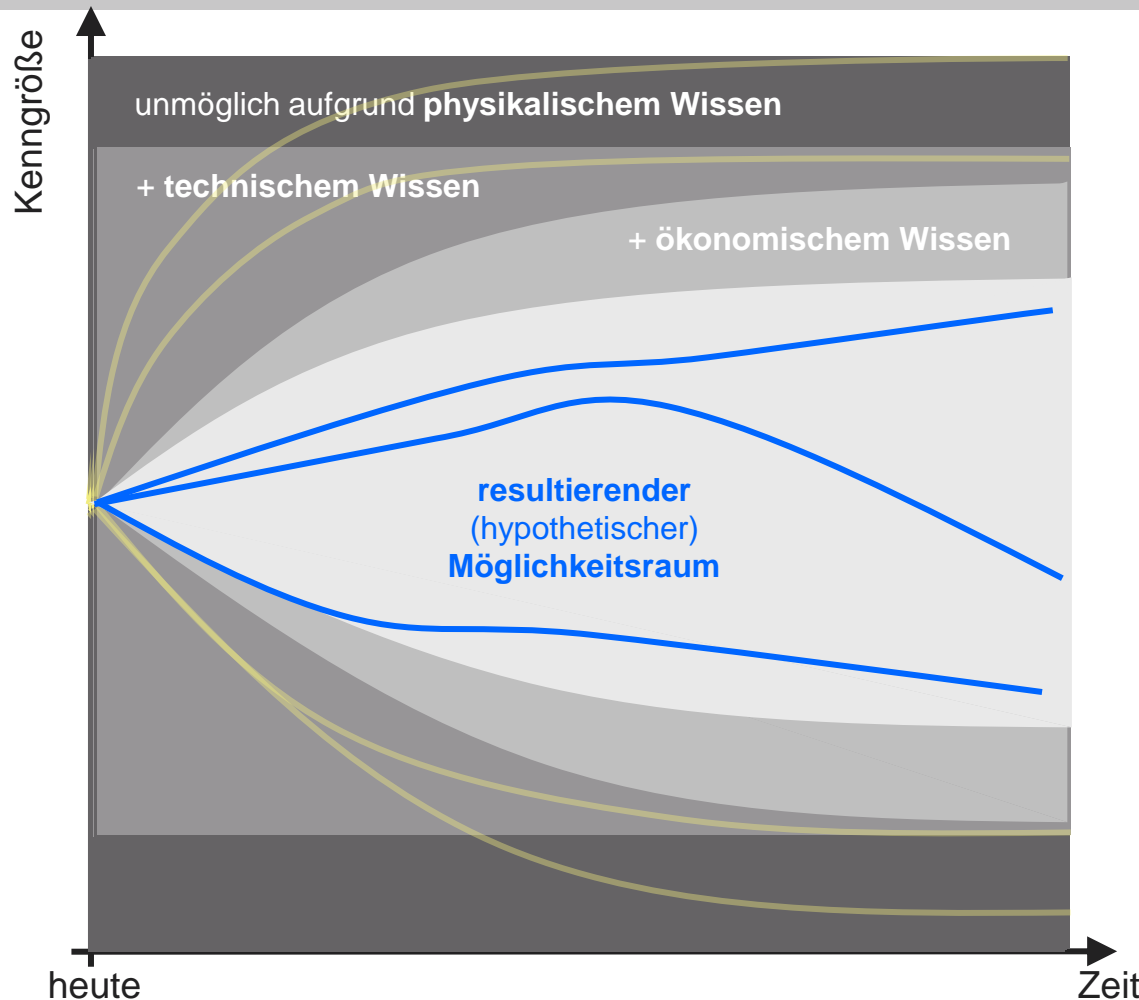 Kenngröße
unmöglich aufgrund physikalischem Wissen
+ technischem Wissen
+ ökonomischem Wissen
resultierender
(hypothetischer)
Möglichkeitsraum
heute
Zeit